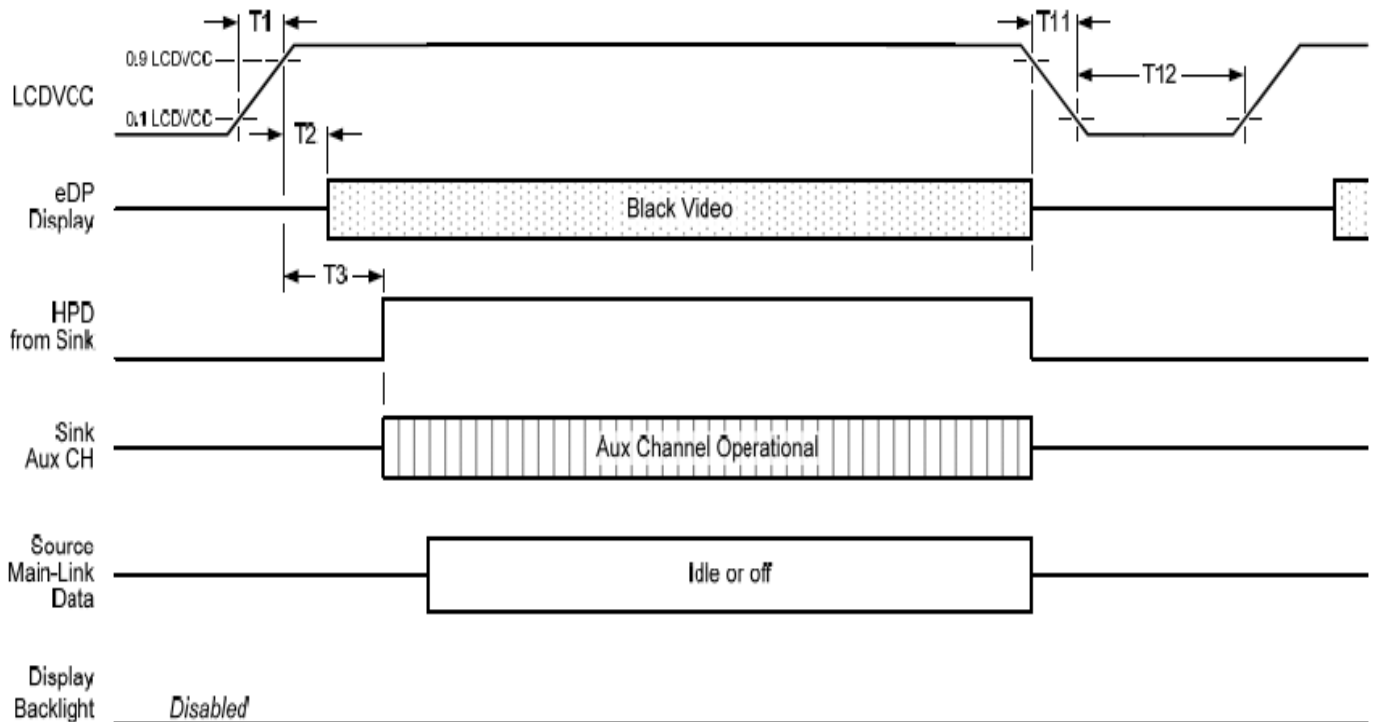 T1
T11
0.9 LCDVCC
T12
LCDVCC
0.1 LCDVCC
T2
eDP
Display
Black Video
T3
HPD
from Sink
Sink
Aux CH
Aux Channel Operational
Source
Main-Link
Data
Idle or off
Display
Backlight
Disabled